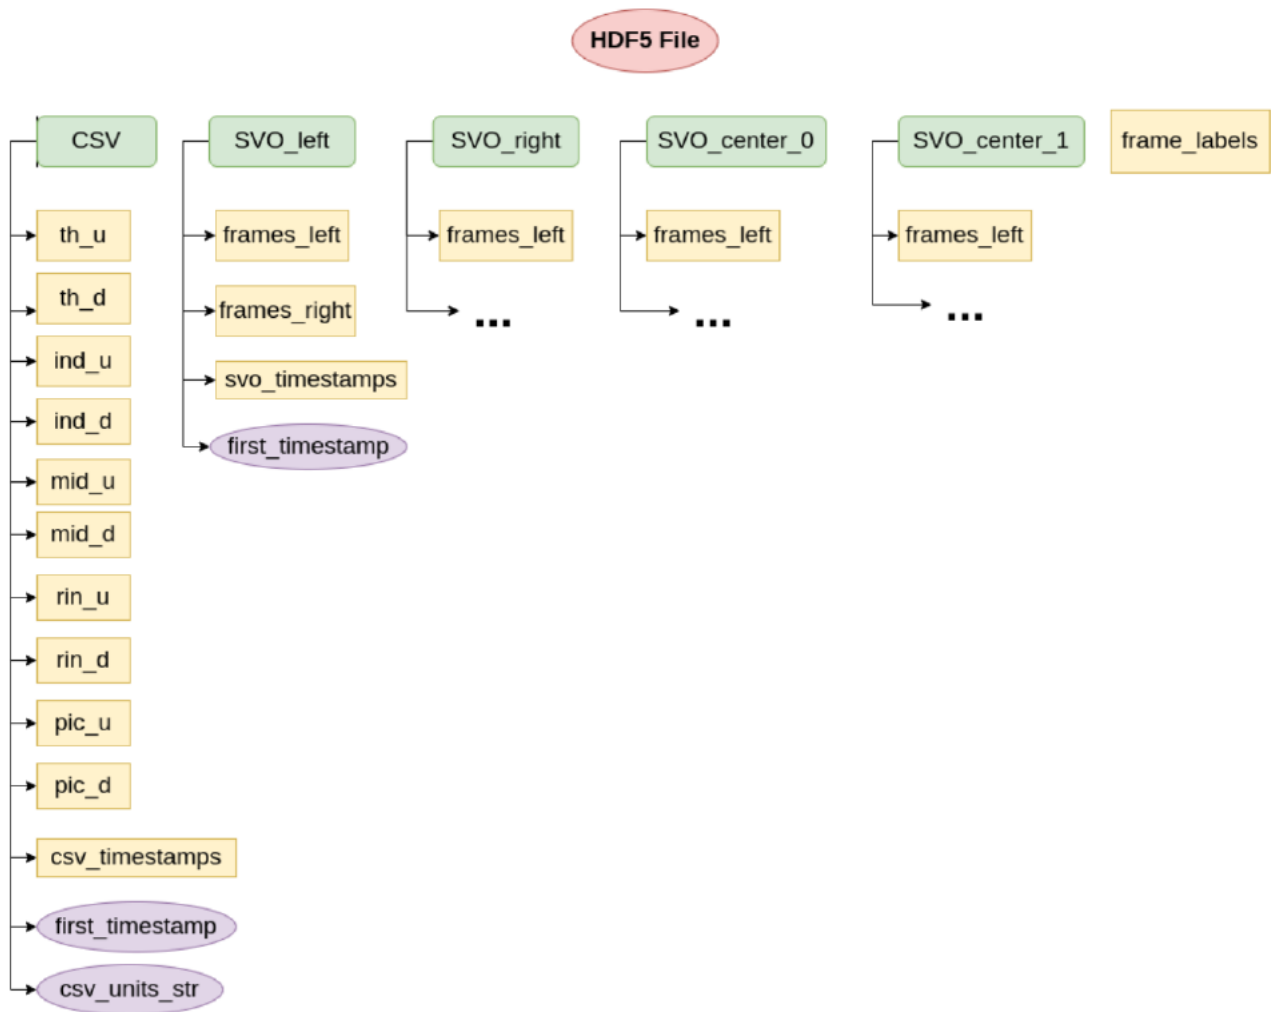 HDF5 File
CSV
SVO_left
SVO_right
SVO_center_0
SVO_center_1
frame_labels
th_u
th_d
ind_u
ind_d
mid_u
mid_d
rin_u
rin_d
pic_u
pic_d
csv_timestamps
first_timestamp
csv_units_str
frames_left
frames_right
svo_timestamps
first_timestamp
frames_left
...
frames_left
...
frames_left
...